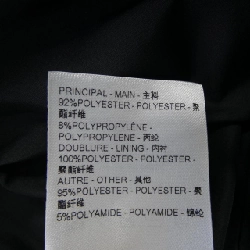 PRINCIPAL - MAIN - 主料
92%POLYESTER - POLYESTER - 聚
酯纤维
8%POLYPROPYLÈNE -
POLYPROPYLENE - 丙纶
DOUBLURE - LINING - 内衬
100%POLYESTER - POLYESTER -
聚酯纤维
AUTRE - OTHER - 其他
95%POLYESTER - POLYESTER - 聚
酯纤维
5%POLYAMIDE - POLYAMIDE - 锦纶